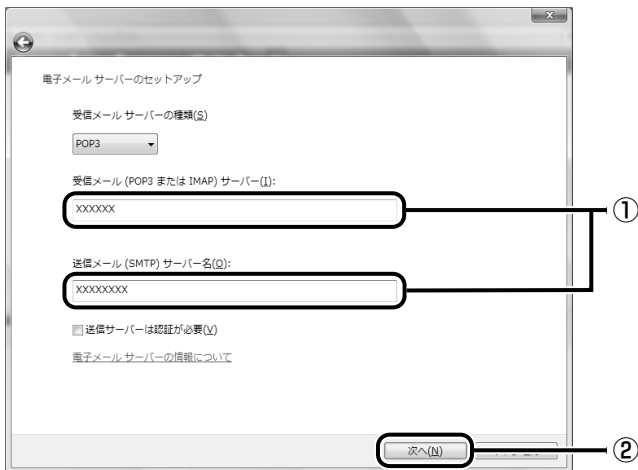 電子メール サーバーのセットアップ
受信メール サーバーの種類(S)
POP3
受信メール (POP3 または IMAP) サーバー(I):
XXXXXX
①
送信メール (SMTP) サーバー名(O):
XXXXXXXX
送信サーバーは認証が必要(V)
電子メール サーバーの情報について
次へ(N)
②